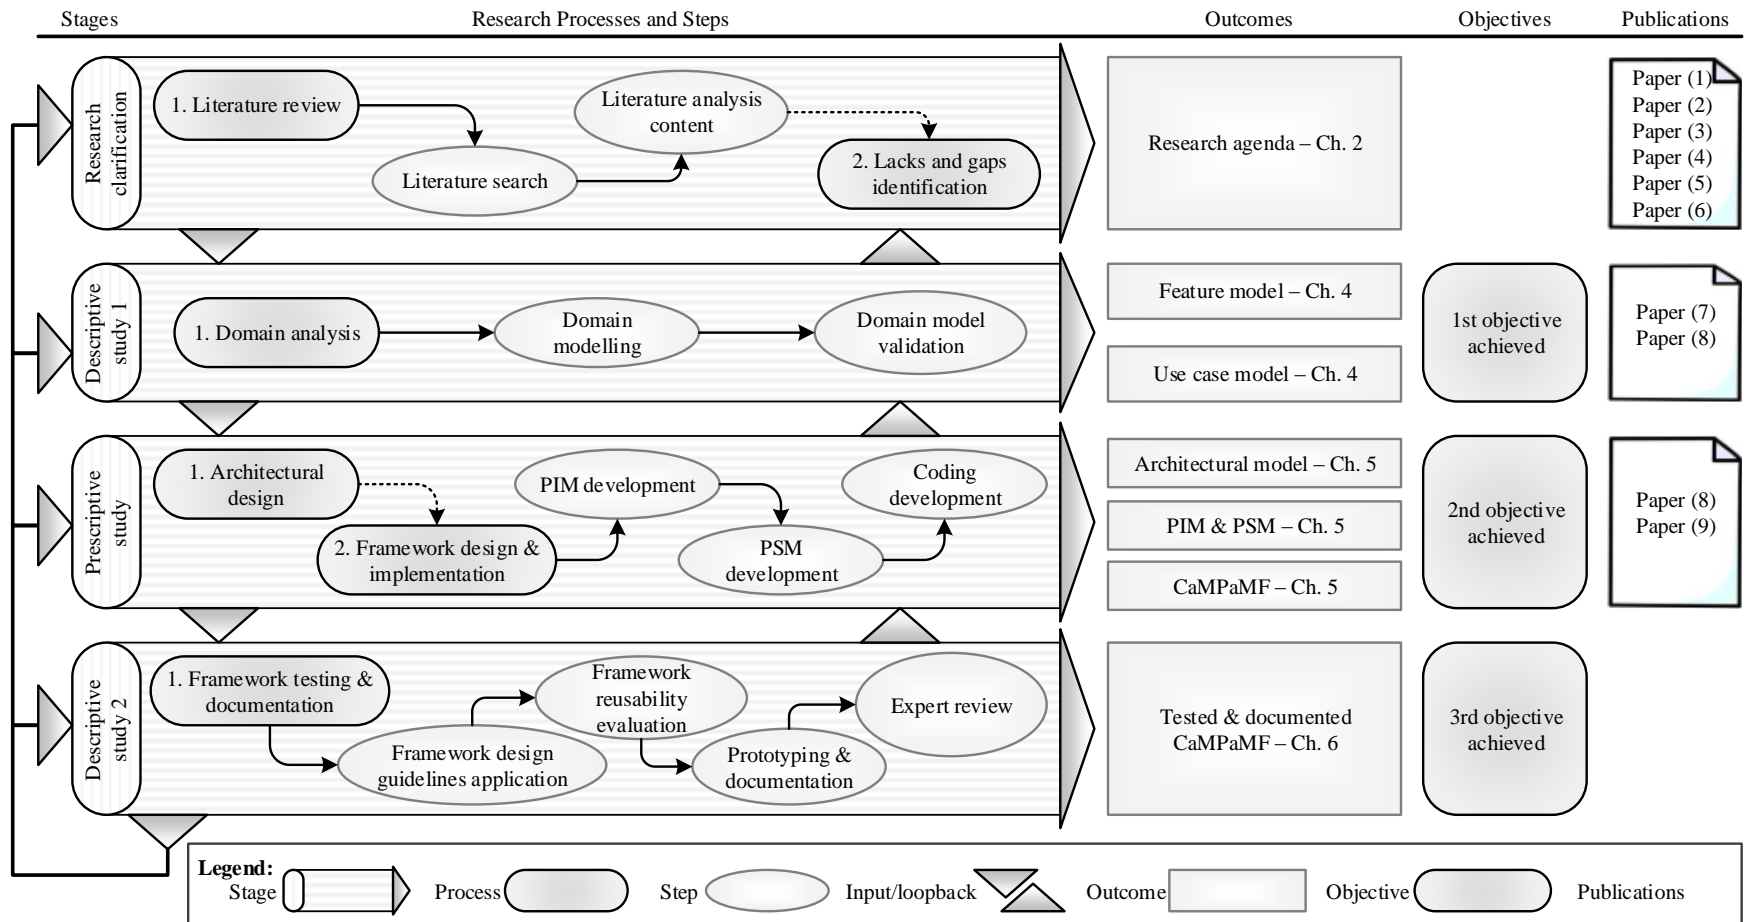 Stages
Research Processes and Steps
Outcomes
Objectives
Publications
Research
clarification
1. Literature review
Literature search
Literature analysis
content
2. Lacks and gaps
identification
Research agenda – Ch. 2
Paper (1)
Paper (2)
Paper (3)
Paper (4)
Paper (5)
Paper (6)
Descriptive
study 1
1. Domain analysis
Domain
modelling
Domain model
validation
Feature model – Ch. 4
Use case model – Ch. 4
1st objective
achieved
Paper (7)
Paper (8)
Prescriptive
study
1. Architectural
design
2. Framework design &
implementation
PIM development
PSM
development
Coding
development
Architectural model – Ch. 5
PIM & PSM – Ch. 5
CaMPaMF – Ch. 5
2nd objective
achieved
Paper (8)
Paper (9)
Descriptive
study 2
1. Framework testing &
documentation
Framework design
guidelines application
Framework
reusability
evaluation
Prototyping &
documentation
Expert review
Tested & documented
CaMPaMF – Ch. 6
3rd objective
achieved
Legend:
Stage
Process
Step
Input/loopback
Outcome
Objective
Publications